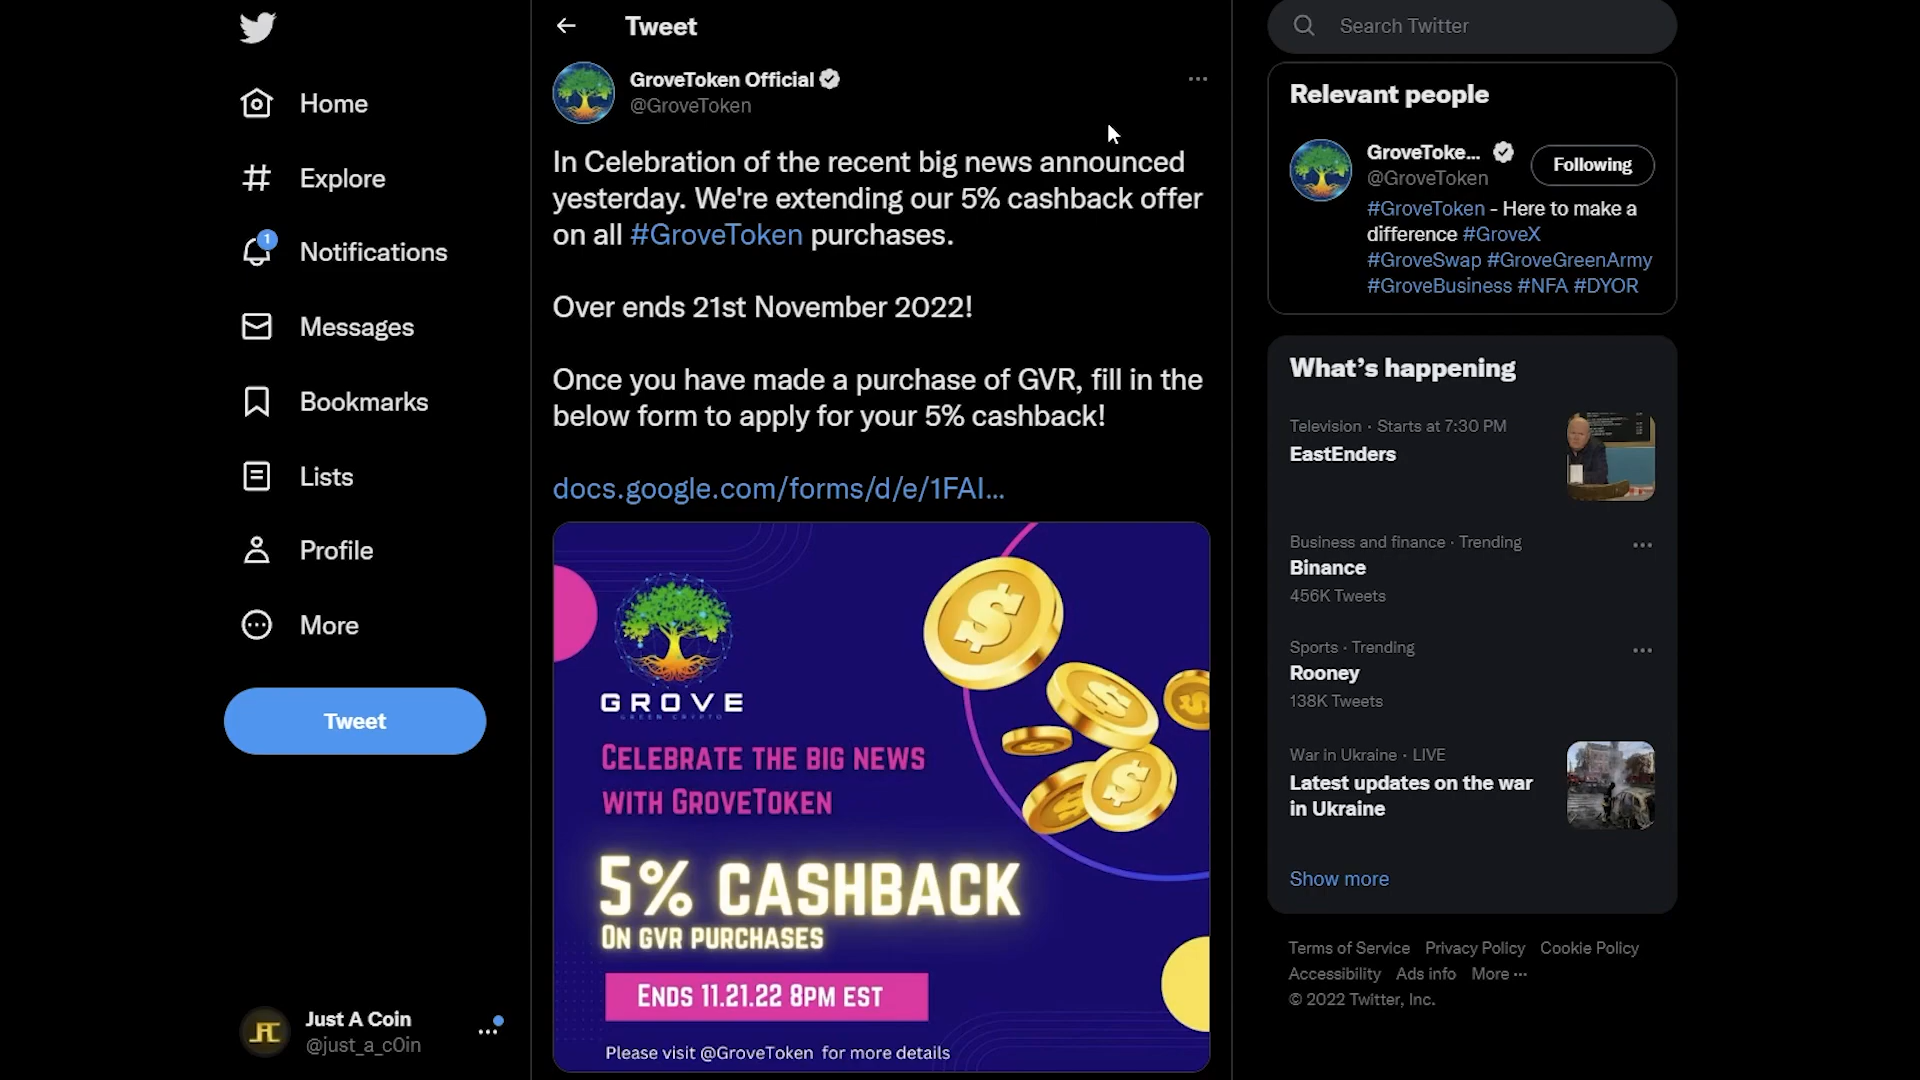 Home
Explore
1
Notifications
Messages
Bookmarks
Lists
Profile
More
Tweet
Just A Coin
@just_a_c0in
Tweet
GroveToken Official
@GroveToken
In Celebration of the recent big news announced
yesterday. We're extending our 5% cashback offer
on all #GroveToken purchases.
Over ends 21st November 2022!
Once you have made a purchase of GVR, fill in the
below form to apply for your 5% cashback!
docs.google.com/forms/d/e/1FAI...
GROVE
GREEN CRYPTO
CELEBRATE THE BIG NEWS
WITH GROVETOKEN
5% CASHBACK
ON GVR PURCHASES
ENDS 11.21.22 8PM EST
Please visit @GroveToken for more details
Search Twitter
Relevant people
GroveToke...
@GroveToken
Following
#GroveToken - Here to make a
difference #GroveX
#GroveSwap #GroveGreenArmy
#GroveBusiness #NFA #DYOR
What's happening
Television · Starts at 7:30 PM
EastEnders
Business and finance · Trending
Binance
456K Tweets
Sports · Trending
Rooney
138K Tweets
War in Ukraine · LIVE
Latest updates on the war
in Ukraine
Show more
Terms of Service Privacy Policy Cookie Policy
Accessibility Ads info More ···
© 2022 Twitter, Inc.